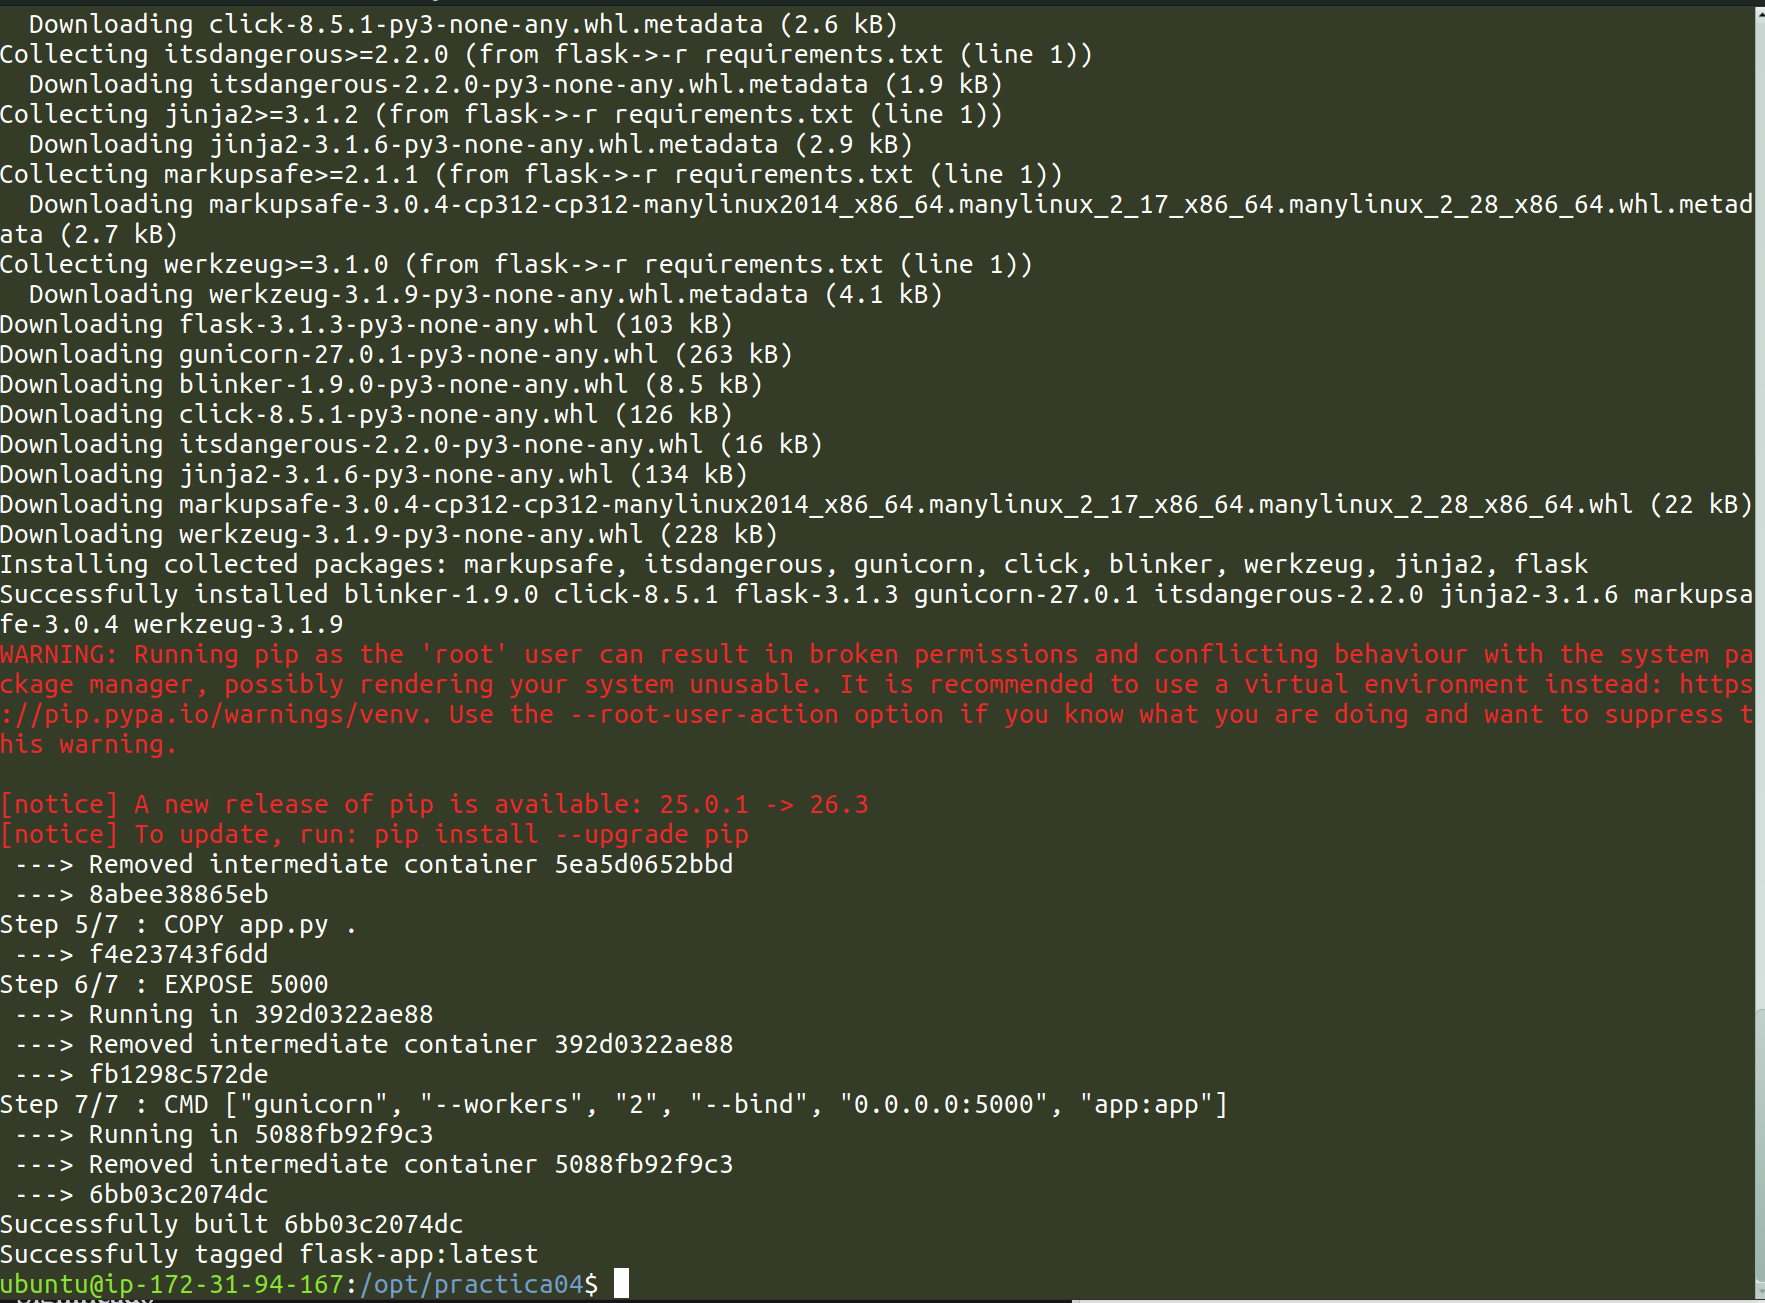 Downloading click-8.5.1-py3-none-any.whl.metadata (2.6 kB)
Collecting itsdangerous>=2.2.0 (from flask->-r requirements.txt (line 1))
  Downloading itsdangerous-2.2.0-py3-none-any.whl.metadata (1.9 kB)
Collecting jinja2>=3.1.2 (from flask->-r requirements.txt (line 1))
  Downloading jinja2-3.1.6-py3-none-any.whl.metadata (2.9 kB)
Collecting markupsafe>=2.1.1 (from flask->-r requirements.txt (line 1))
  Downloading markupsafe-3.0.4-cp312-cp312-manylinux2014_x86_64.manylinux_2_17_x86_64.manylinux_2_28_x86_64.whl.metad
ata (2.7 kB)
Collecting werkzeug>=3.1.0 (from flask->-r requirements.txt (line 1))
  Downloading werkzeug-3.1.9-py3-none-any.whl.metadata (4.1 kB)
Downloading flask-3.1.3-py3-none-any.whl (103 kB)
Downloading gunicorn-27.0.1-py3-none-any.whl (263 kB)
Downloading blinker-1.9.0-py3-none-any.whl (8.5 kB)
Downloading click-8.5.1-py3-none-any.whl (126 kB)
Downloading itsdangerous-2.2.0-py3-none-any.whl (16 kB)
Downloading jinja2-3.1.6-py3-none-any.whl (134 kB)
Downloading markupsafe-3.0.4-cp312-cp312-manylinux2014_x86_64.manylinux_2_17_x86_64.manylinux_2_28_x86_64.whl (22 kB)
Downloading werkzeug-3.1.9-py3-none-any.whl (228 kB)
Installing collected packages: markupsafe, itsdangerous, gunicorn, click, blinker, werkzeug, jinja2, flask
Successfully installed blinker-1.9.0 click-8.5.1 flask-3.1.3 gunicorn-27.0.1 itsdangerous-2.2.0 jinja2-3.1.6 markupsa
fe-3.0.4 werkzeug-3.1.9
WARNING: Running pip as the 'root' user can result in broken permissions and conflicting behaviour with the system pa
ckage manager, possibly rendering your system unusable. It is recommended to use a virtual environment instead: https
://pip.pypa.io/warnings/venv. Use the --root-user-action option if you know what you are doing and want to suppress t
his warning.

[notice] A new release of pip is available: 25.0.1 -> 26.3
[notice] To update, run: pip install --upgrade pip
 ---> Removed intermediate container 5ea5d0652bbd
 ---> 8abee38865eb
Step 5/7 : COPY app.py .
 ---> f4e23743f6dd
Step 6/7 : EXPOSE 5000
 ---> Running in 392d0322ae88
 ---> Removed intermediate container 392d0322ae88
 ---> fb1298c572de
Step 7/7 : CMD ["gunicorn", "--workers", "2", "--bind", "0.0.0.0:5000", "app:app"]
 ---> Running in 5088fb92f9c3
 ---> Removed intermediate container 5088fb92f9c3
 ---> 6bb03c2074dc
Successfully built 6bb03c2074dc
Successfully tagged flask-app:latest
ubuntu@ip-172-31-94-167:/opt/practica04$